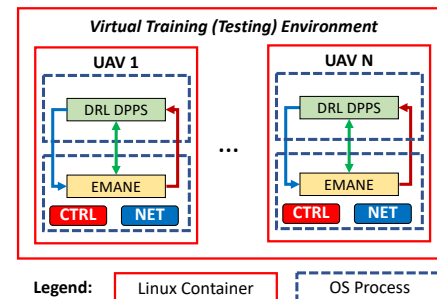 Virtual Training (Testing) Environment
UAV 1
UAV N
DRL DPPS
DRL DPPS
...
EMANE
EMANE
CTRL
NET
CTRL
NET
Legend:
Linux Container
OS Process